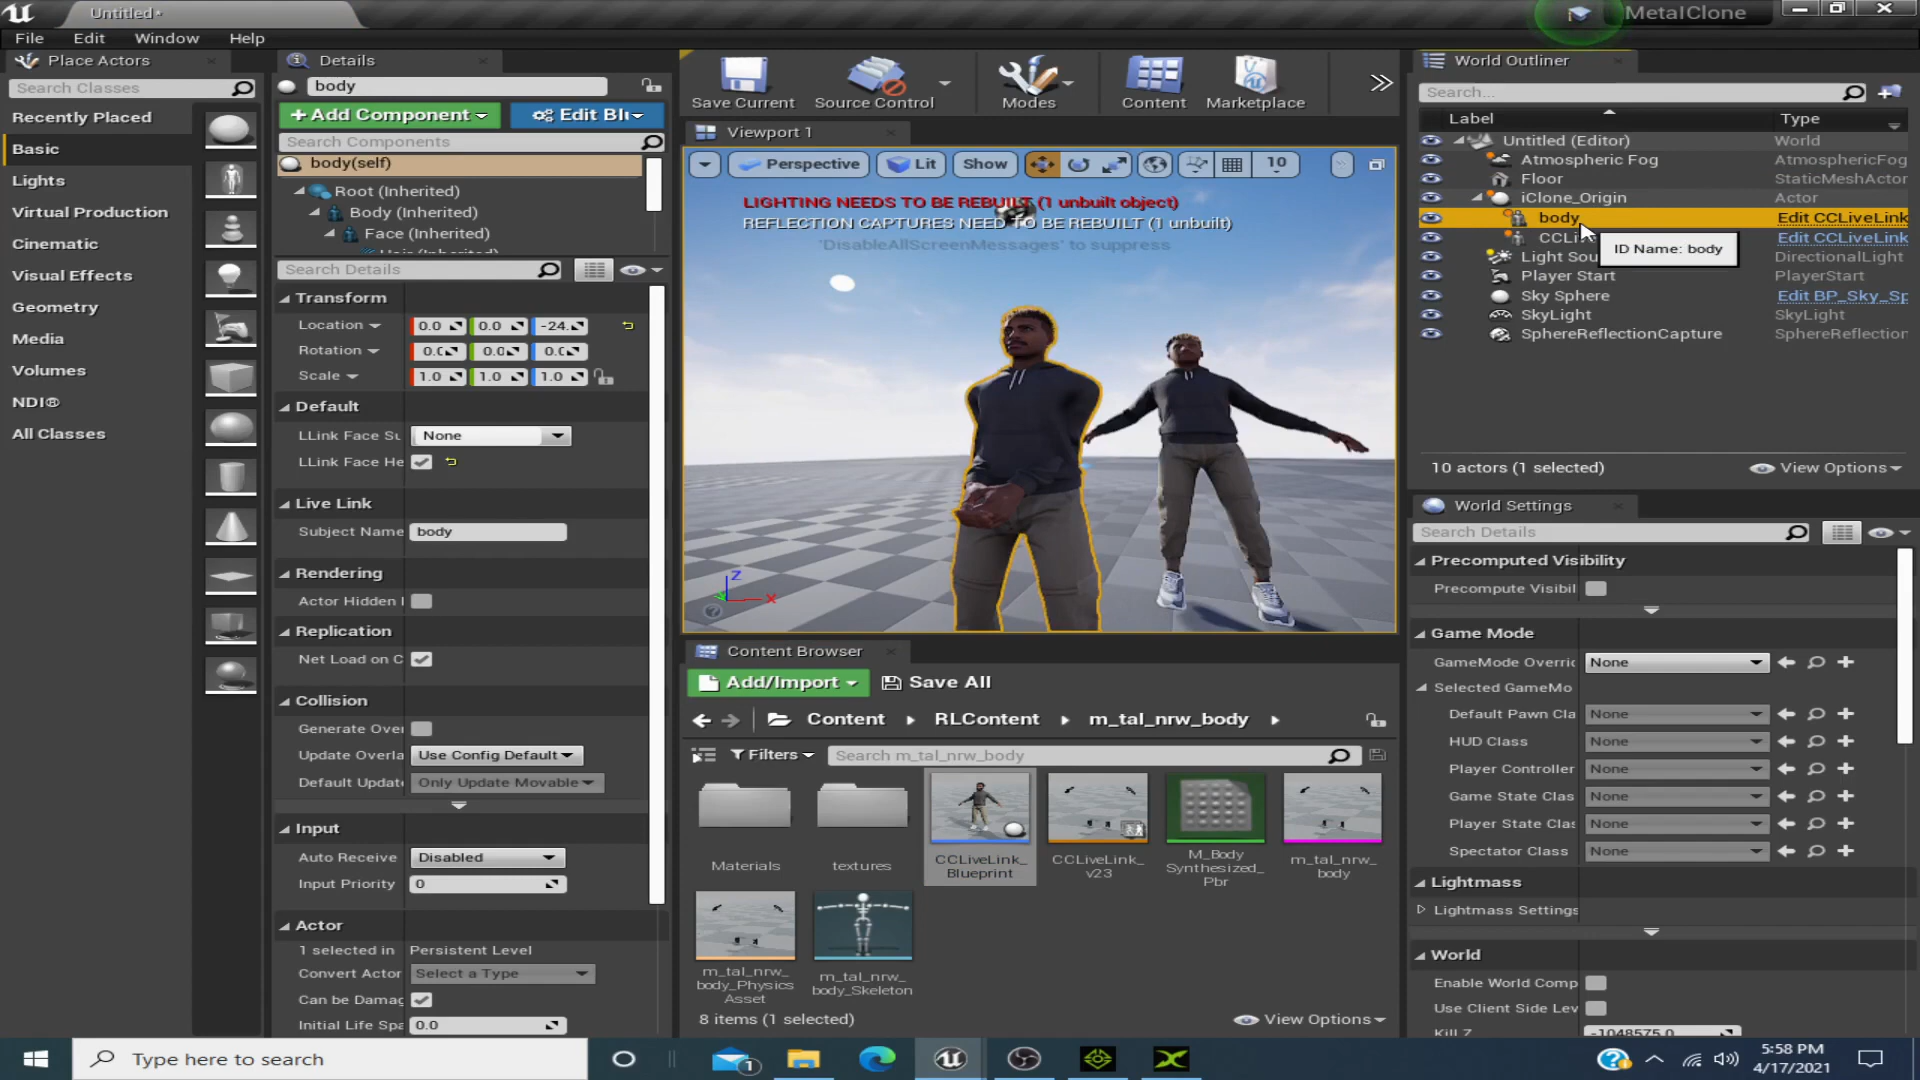 Untitled*
MetalClone
File Edit Window Help
Place Actors
Search Classes
Recently Placed
Basic
Lights
Virtual Production
Cinematic
Visual Effects
Geometry
Media
Volumes
NDI®
All Classes
Details
body
+ Add Component
Edit Blu
Search Components
body(self)
Root (Inherited)
Body (Inherited)
Face (Inherited)
Search Details
Transform
Location 0.0 0.0 -24.
Rotation 0.0 0.0 0.0
Scale 1.0 1.0 1.0
Default
LLink Face Su None
LLink Face He
Live Link
Subject Name body
Rendering
Actor Hidden I
Replication
Net Load on C
Collision
Generate Over
Update Overla Use Config Default
Default Update Only Update Movable
Input
Auto Receive Disabled
Input Priority 0
Actor
1 selected in Persistent Level
Convert Actor Select a Type
Can be Damag
Initial Life Spa 0.0
Save Current Source Control Modes Content Marketplace
Viewport 1
Perspective Lit Show 10
LIGHTING NEEDS TO BE REBUILT (1 unbuilt object)
REFLECTION CAPTURES NEED TO BE REBUILT (1 unbuilt)
'DisableAllScreenMessages' to suppress
Z
X
Content Browser
Add/Import Save All
Content RLContent m_tal_nrw_body
Filters Search m_tal_nrw_body
Materials
textures
CCLiveLink_
Blueprint
CCLiveLink_
v23
M_Body
Synthesized_
Pbr
m_tal_nrw_
body
m_tal_nrw_
body_Physics
Asset
m_tal_nrw_
body_Skeleton
8 items (1 selected)
View Options
World Outliner
Search...
Label Type
Untitled (Editor) World
Atmospheric Fog AtmosphericFog
Floor StaticMeshActor
iClone_Origin Actor
body Edit CCLiveLink
CCLi Edit CCLiveLink
ID Name: body
Light Sou DirectionalLight
Player Start PlayerStart
Sky Sphere Edit BP_Sky_Sp
SkyLight SkyLight
SphereReflectionCapture SphereReflection
10 actors (1 selected)
View Options
World Settings
Search Details
Precomputed Visibility
Precompute Visibil
Game Mode
GameMode Overric None
Selected GameMo
Default Pawn Cla None
HUD Class None
Player Controller None
Game State Clas None
Player State Clas None
Spectator Class None
Lightmass
Lightmass Settings
World
Enable World Comp
Use Client Side Lev
Kill Z -1048575.0
Type here to search
1
5:58 PM
4/17/2021